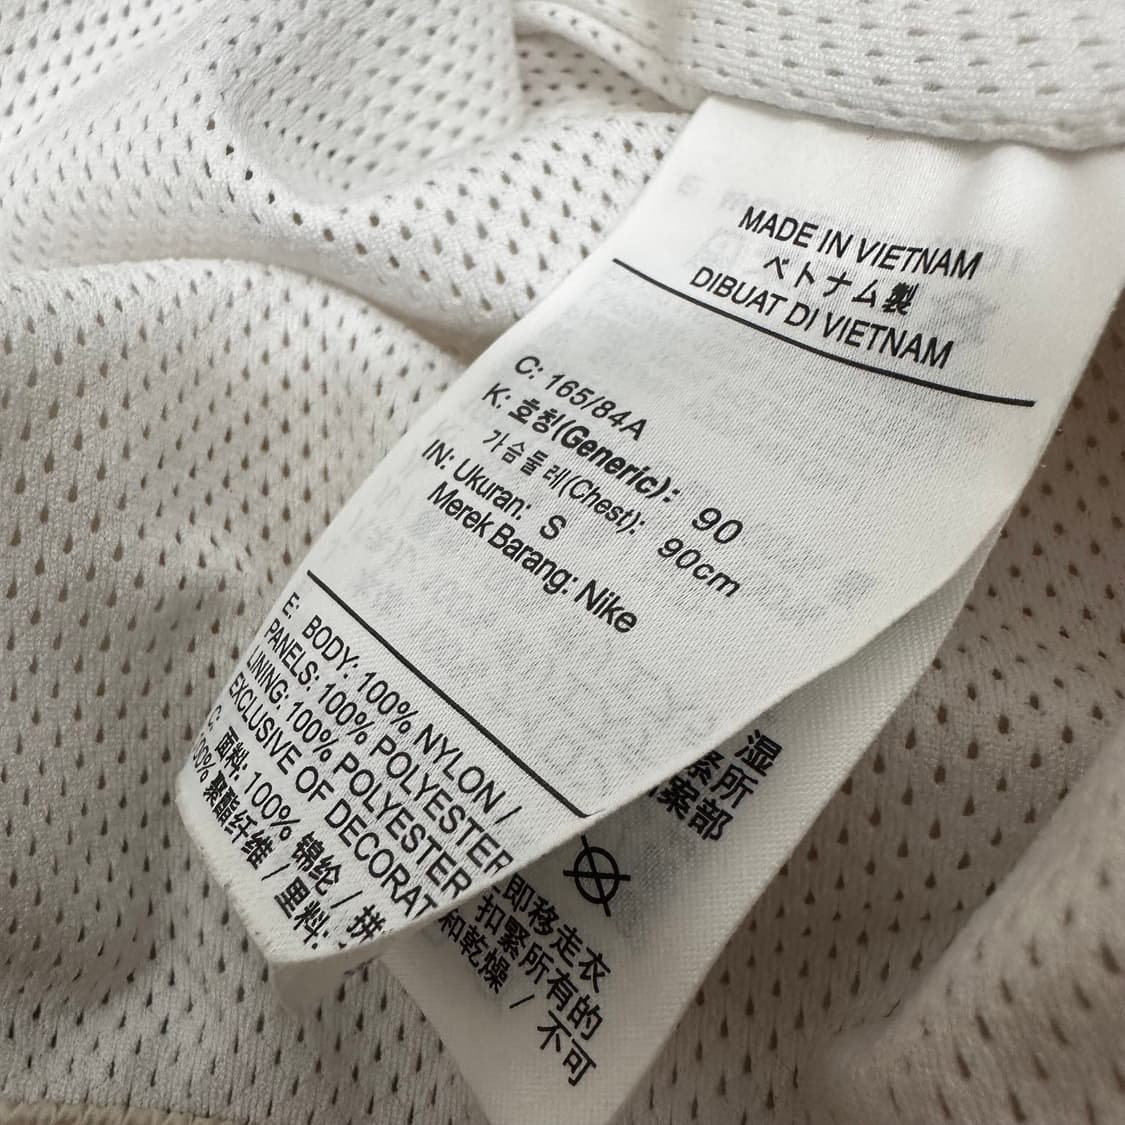 MADE IN VIETNAM
ベトナム製
DIBUAT DI VIETNAM
C: 165/84A
K: 호칭(Generic): 90
가슴둘레(Chest): 90cm
IN: Ukuran: S
Merek Barang: Nike
E: BODY: 100% NYLON /
PANELS: 100% POLYESTER
LINING: 100% POLYESTER
EXCLUSIVE OF DECORAT
C: 面料: 100% 锦纶 / 拼
100% 聚酯纤维 / 里料:
湿
条所
案部
即移走衣
扣緊所有的
和乾燥 / 不可